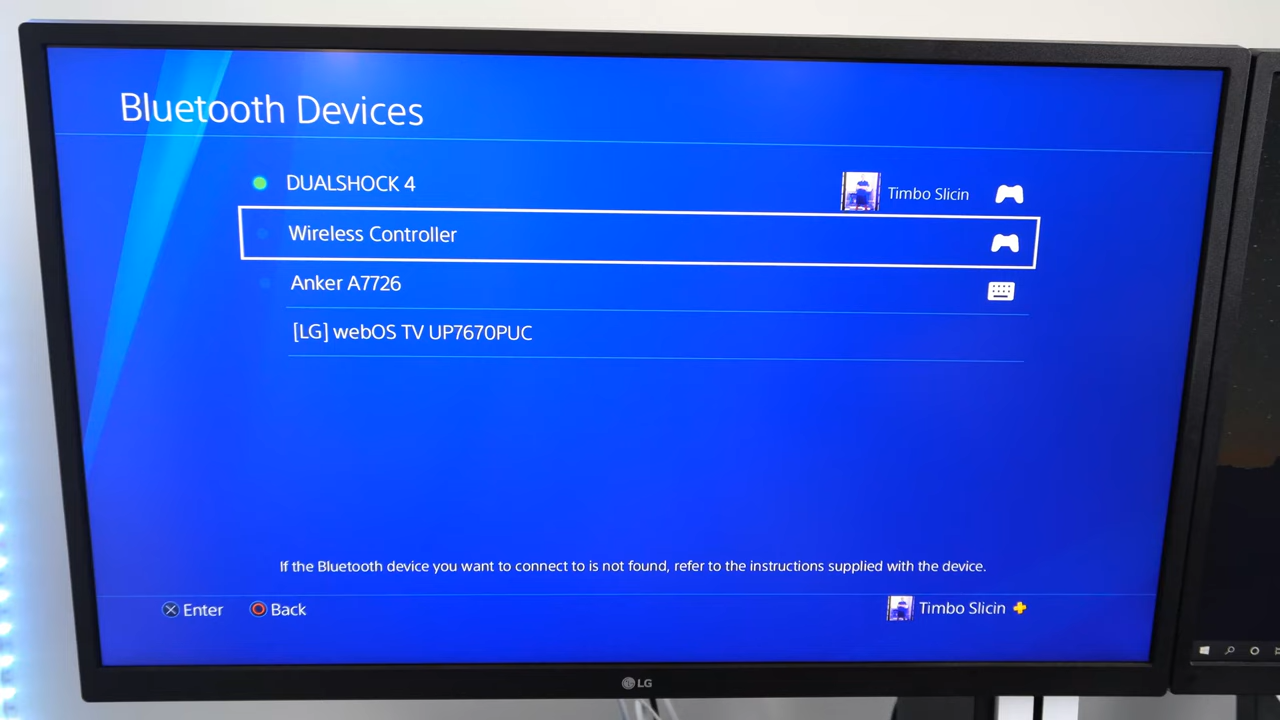 Bluetooth Devices
DUALSHOCK 4 Timbo Slicin
Wireless Controller
Anker A7726
[LG] webOS TV UP7670PUC
If the Bluetooth device you want to connect to is not found, refer to the instructions supplied with the device.
Enter Back Timbo Slicin
LG